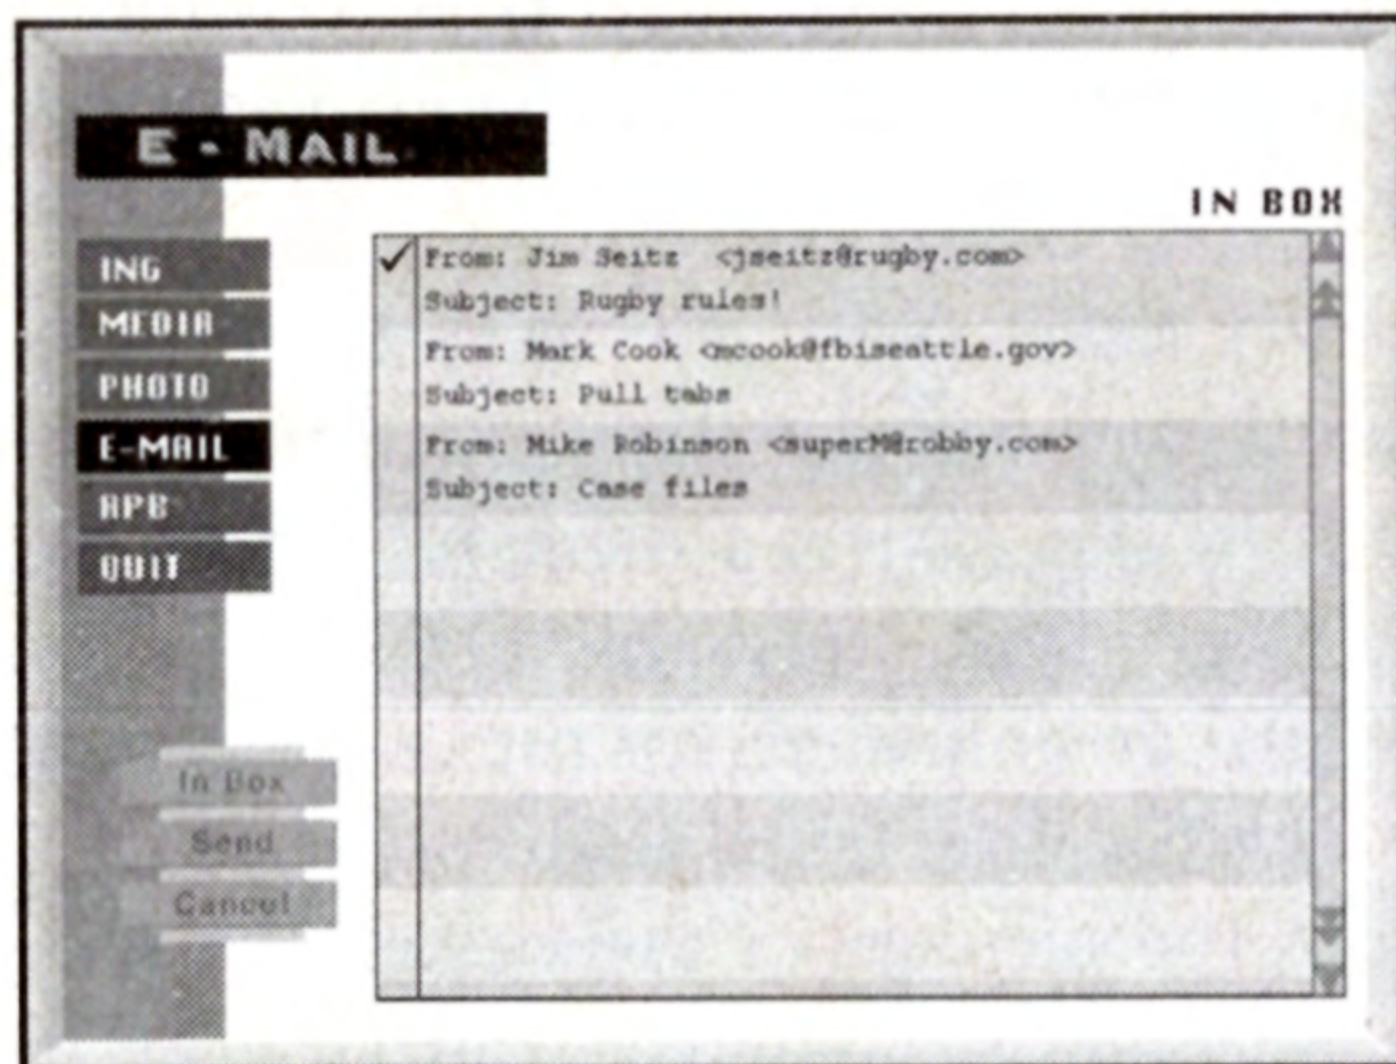 E - MAIL
IN BOX
ING
MEDIA
PHOTO
E-MAIL
APB
QUIT
From: Jim Seitz <jseitz@rugby.com>
Subject: Rugby rules!
From: Mark Cook <mcook@fbiseattle.gov>
Subject: Pull tabs
From: Mike Robinson <superM@robby.com>
Subject: Case files
In Box
Send
Cancel